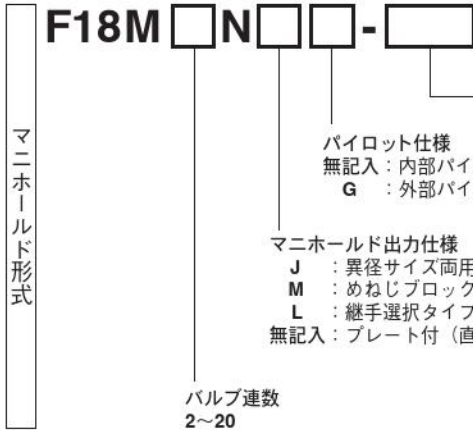 F18M □ N □ □ - □
マニホールド形式
パイロット仕様
無記入：内部パイ
G ：外部パイ
マニホールド出力仕様
J ：異径サイズ両用
M ：めねじブロック
L ：継手選択タイプ
無記入：プレート付（直
バルブ連数
2～20